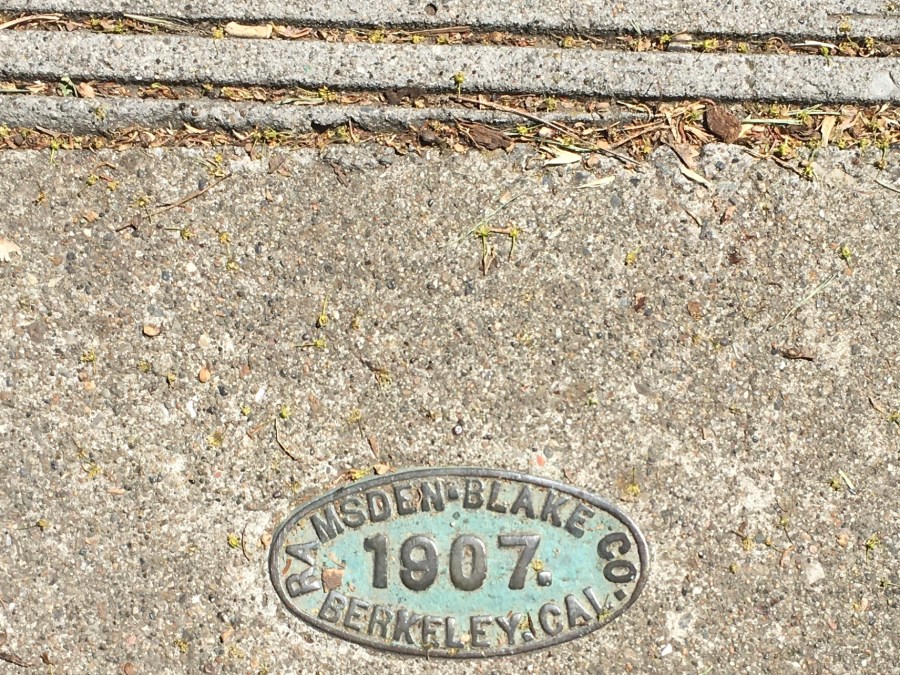 RAMSDEN-BLAKE CO.
1907.
BERKELEY.CAL.